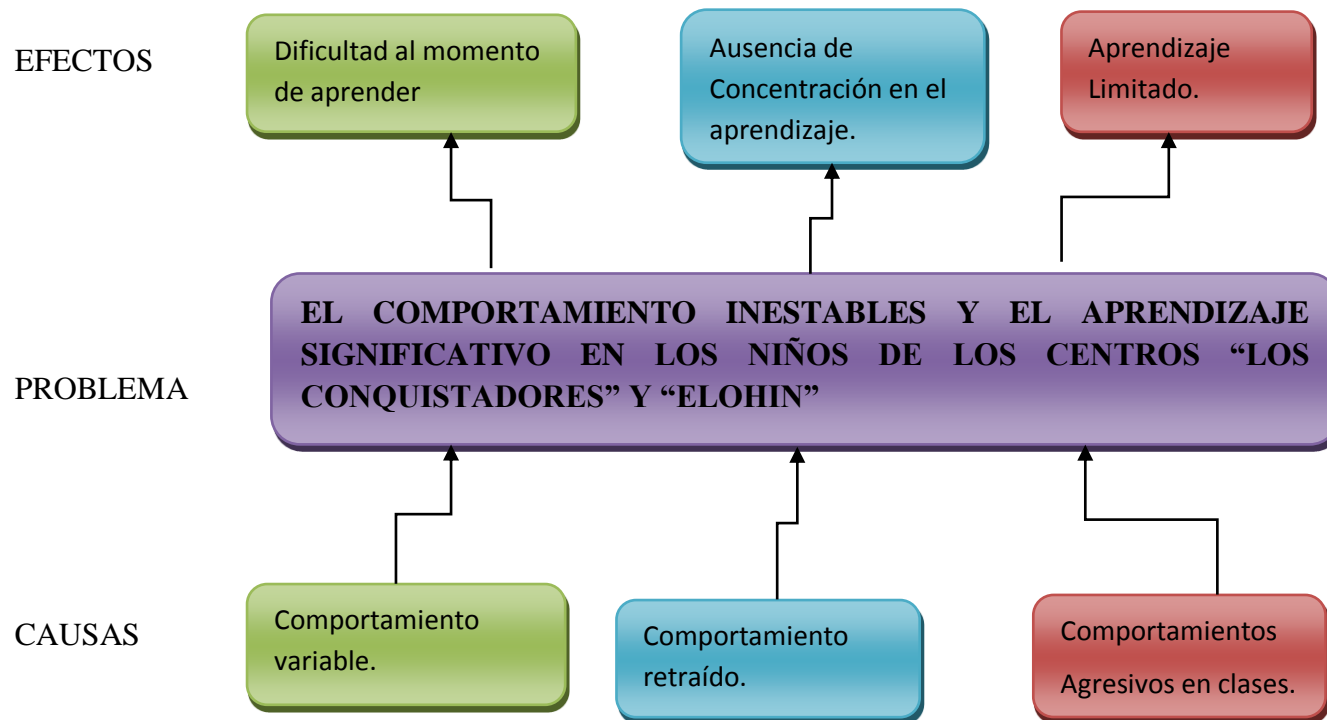 EFECTOS
Dificultad al momento
de aprender
Ausencia de
Concentración en el
aprendizaje.
Aprendizaje
Limitado.
PROBLEMA
EL COMPORTAMIENTO INESTABLES Y EL APRENDIZAJE
SIGNIFICATIVO EN LOS NIÑOS DE LOS CENTROS “LOS
CONQUISTADORES” Y “ELOHIN”
CAUSAS
Comportamiento
variable.
Comportamiento
retraído.
Comportamientos
Agresivos en clases.